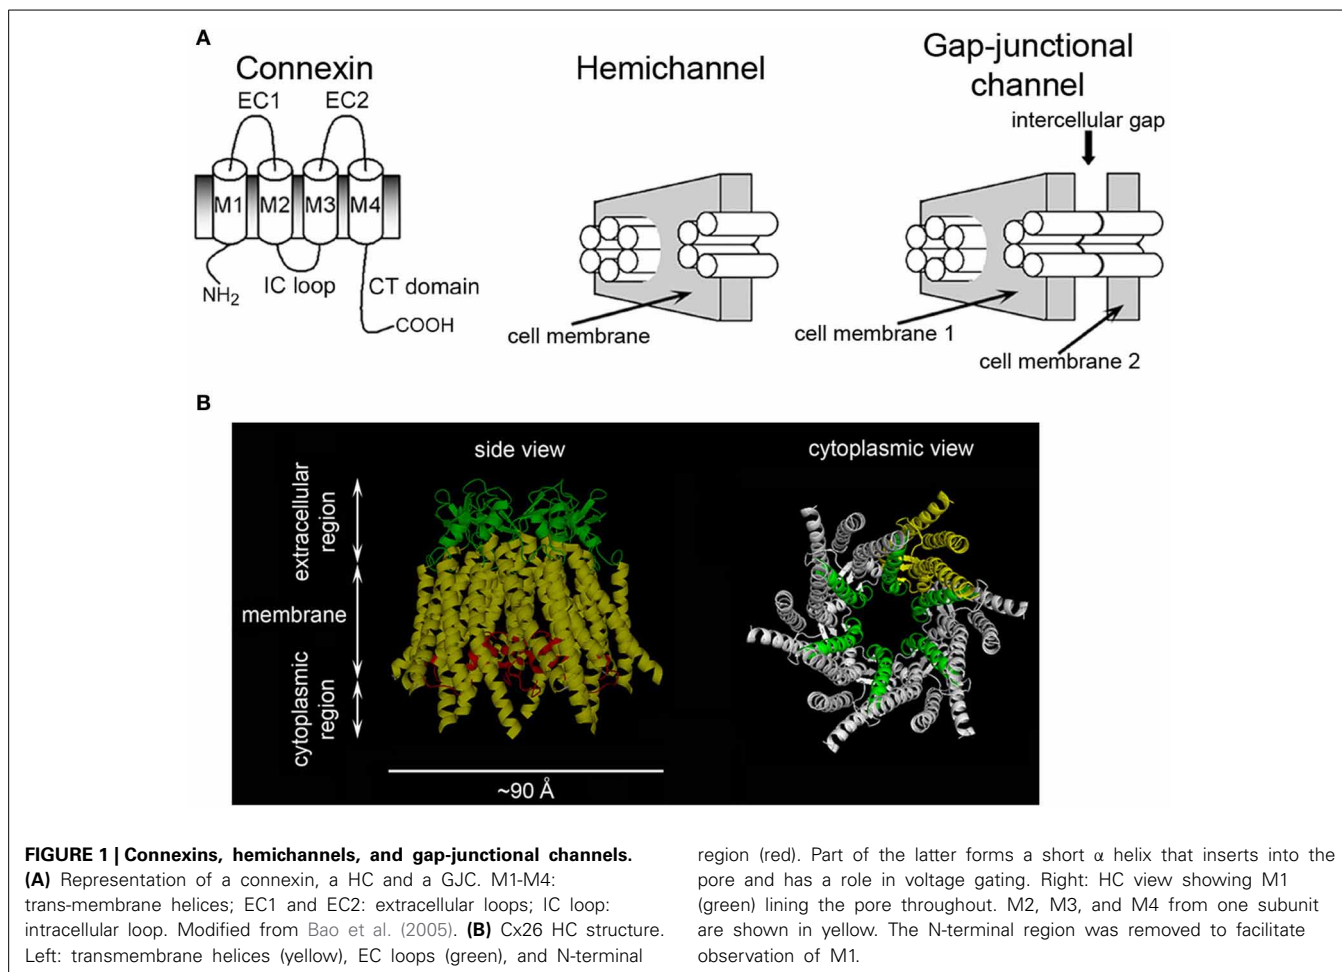 A
Connexin
EC1
EC2
M1
M2
M3
M4
NH2
IC loop
CT domain
COOH
Hemichannel
cell membrane
Gap-junctional
channel
intercellular gap
cell membrane 1
cell membrane 2
B
side view
cytoplasmic view
extracellular
region
membrane
cytoplasmic
region
~90 Å
FIGURE 1 | Connexins, hemichannels, and gap-junctional channels.
(A) Representation of a connexin, a HC and a GJC. M1-M4:
trans-membrane helices; EC1 and EC2: extracellular loops; IC loop:
intracellular loop. Modified from Bao et al. (2005). (B) Cx26 HC structure.
Left: transmembrane helices (yellow), EC loops (green), and N-terminal
region (red). Part of the latter forms a short α helix that inserts into the
pore and has a role in voltage gating. Right: HC view showing M1
(green) lining the pore throughout. M2, M3, and M4 from one subunit
are shown in yellow. The N-terminal region was removed to facilitate
observation of M1.